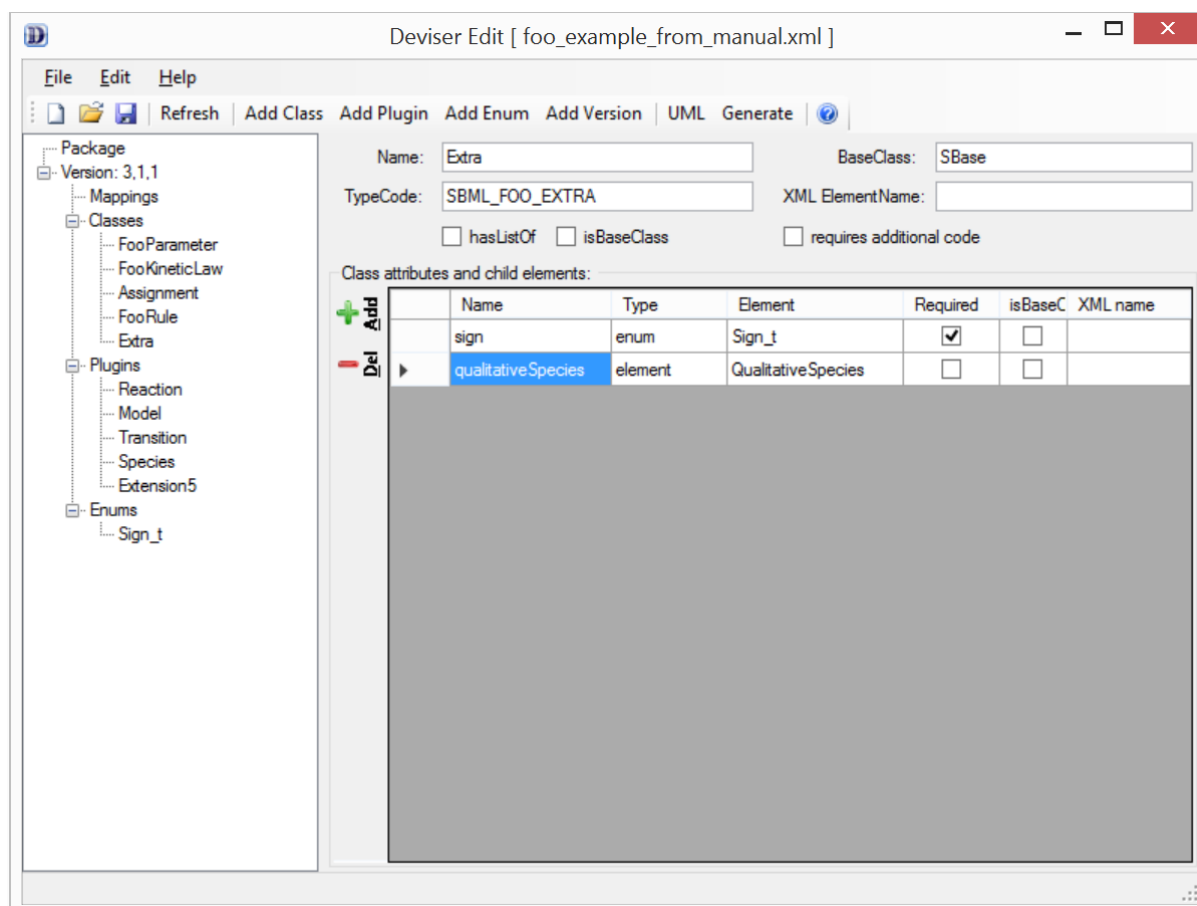 Deviser Edit [ foo_example_from_manual.xml ]
File Edit Help
Refresh Add Class Add Plugin Add Enum Add Version UML Generate
Package
Version: 3,1,1
Mappings
Classes
FooParameter
FooKineticLaw
Assignment
FooRule
Extra
Plugins
Reaction
Model
Transition
Species
Extension5
Enums
Sign_t
Name: Extra BaseClass: SBase
TypeCode: SBML_FOO_EXTRA XML ElementName:
hasListOf isBaseClass requires additional code
Class attributes and child elements:
Add
Del
Name Type Element Required isBaseC XML name
sign enum Sign_t
qualitativeSpecies element QualitativeSpecies